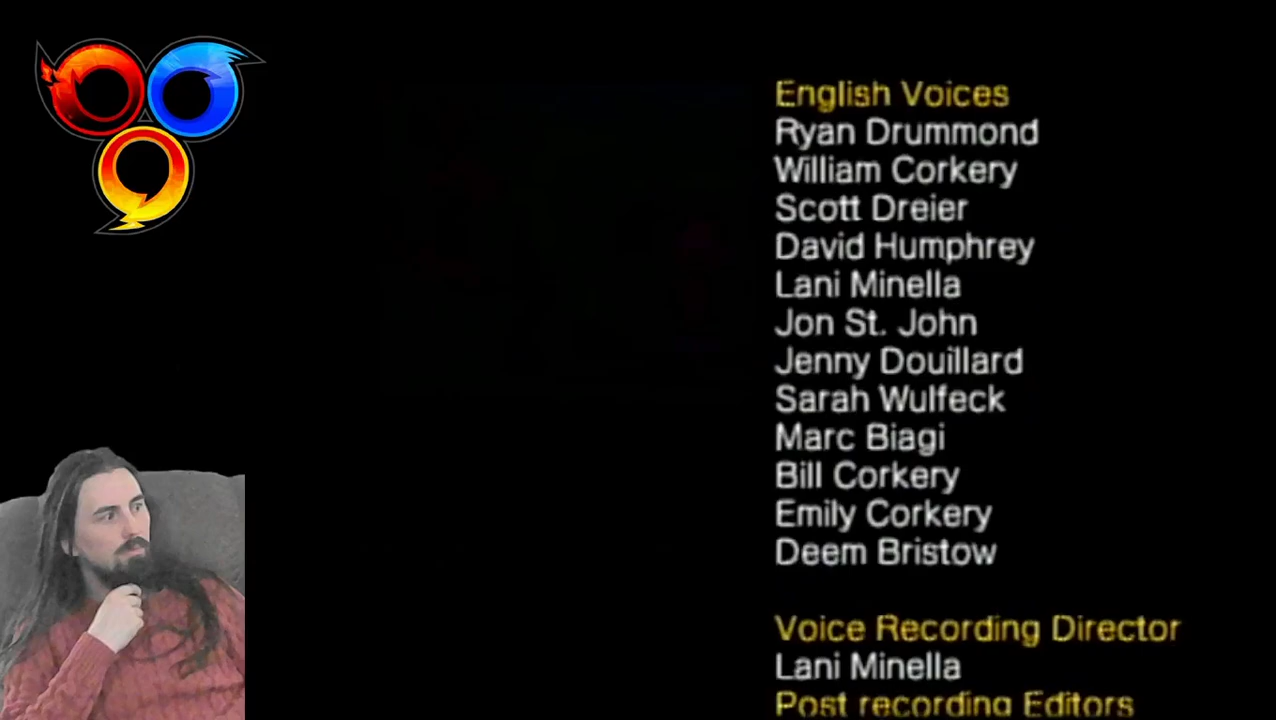 English Voices
Ryan Drummond
William Corkery
Scott Dreier
David Humphrey
Lani Minella
Jon St. John
Jenny Douillard
Sarah Wulfeck
Marc Biagi
Bill Corkery
Emily Corkery
Deem Bristow
Voice Recording Director
Lani Minella
Post recording Editors